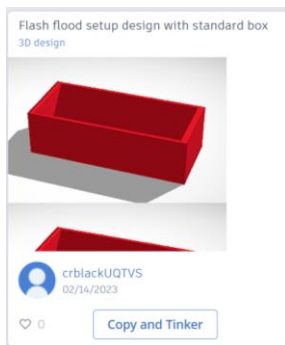 Flash flood setup design with standard box
3D design
crblackUQTVS
02/14/2023
0
Copy and Tinker